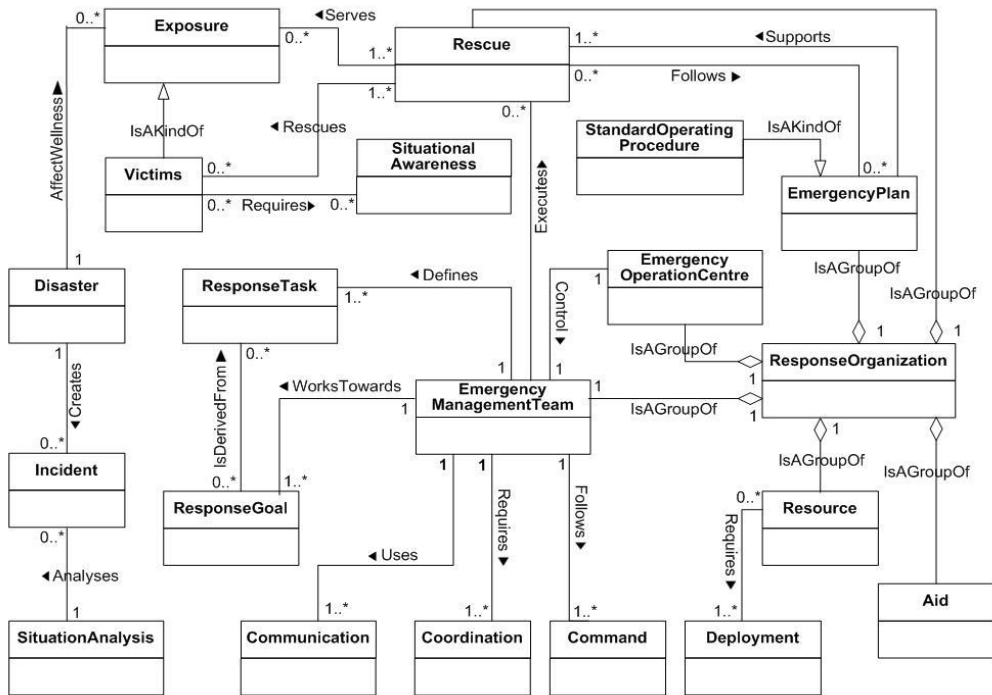 0..*
Exposure
◄Serves
0..*
1..*
Rescue
1..*
◄Supports
0..*
Follows ►
1..*
0..*
AffectWellness►
IsAKindOf
◄Rescues
Victims
0..*
0..*
Requires►
0..*
Situational
Awareness
Executes►
StandardOperating
Procedure
IsAKindOf
0..*
EmergencyPlan
IsAGroupOf
IsAGroupOf
1
1
1
Disaster
1
◄Creates
0..*
ResponseTask
1..*
◄Defines
0..*
IsDerivedFrom►
1
Control►
1
1
Emergency
OperationCentre
IsAGroupOf
1
ResponseOrganization
◄WorksTowards
1
Emergency
ManagementTeam
1
IsAGroupOf
1
1
1
1
1
IsAGroupOf
IsAGroupOf
Incident
0..*
0..*
1..*
ResponseGoal
Requires►
Follows►
0..*
Resource
Requires►
◄Uses
◄Analyses
1
SituationAnalysis
1..*
Communication
1..*
Coordination
1..*
Command
1..*
Deployment
Aid